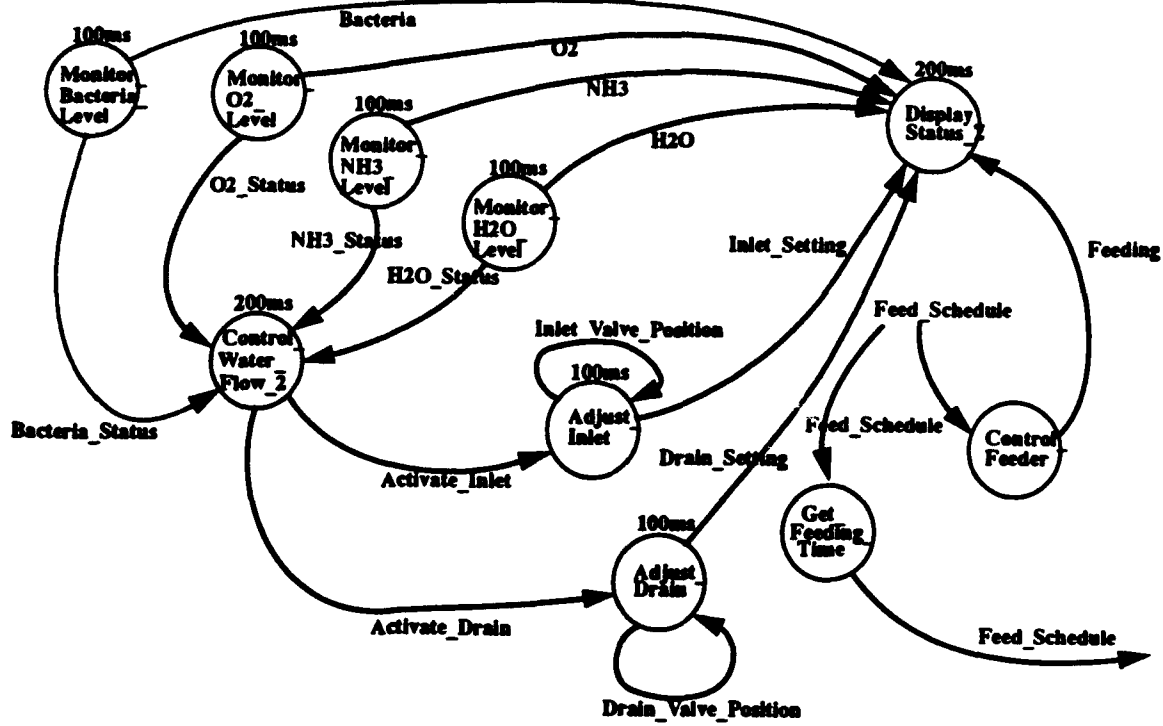 Bacteria
100ms
Monitor_
Bacteria_
Level
100ms
Monitor_
O2_
Level
O2
200ms
Display_
Status_2
100ms
Monitor_
NH3_
Level
NH3
100ms
Monitor_
H2O_
Level
H2O
O2_Status
NH3_Status
H2O_Status
Inlet_Setting
Feeding
200ms
Control_
Water_
Flow_2
Feed_Schedule
Inlet_Valve_Position
100ms
Adjust_
Inlet
Bacteria_Status
Feed_Schedule
Control_
Feeder
Activate_Inlet
Drain_Setting
Get_
Feeding_
Time
100ms
Adjust_
Drain
Activate_Drain
Feed_Schedule
Drain_Valve_Position